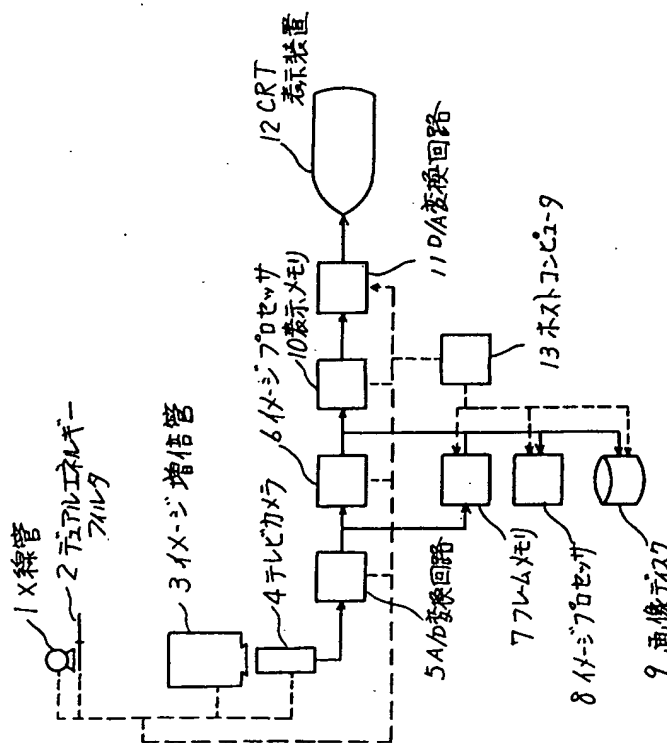 1 X線管
2 デュアルエネルギー
フィルタ
3 イメージ増倍管
4 テレビカメラ
5 A/D変換回路
6 イメージプロセッサ
7 フレームメモリ
8 イメージプロセッサ
9 画像ディスク
10 表示メモリ
11 D/A変換回路
12 CRT
表示装置
13 ホストコンピュータ